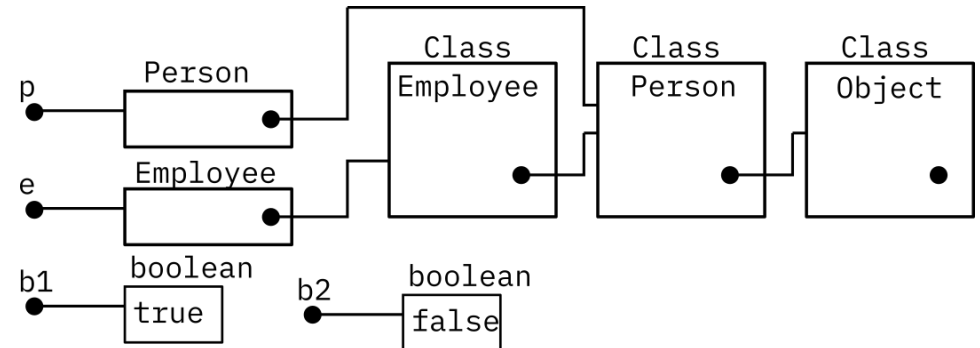 p
Person
e
Employee
b1
boolean
true
b2
boolean
false
Class
Employee
Class
Person
Class
Object